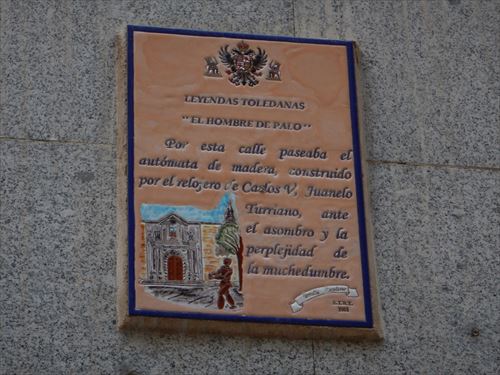 LEYENDAS TOLEDANAS
"EL HOMBRE DE PALO"
Por esta calle paseaba el
autómata de madera, construido
por el relojero de Carlos V, Juanelo
Turriano, ante
el asombro y la
perplejidad de
la muchedumbre.